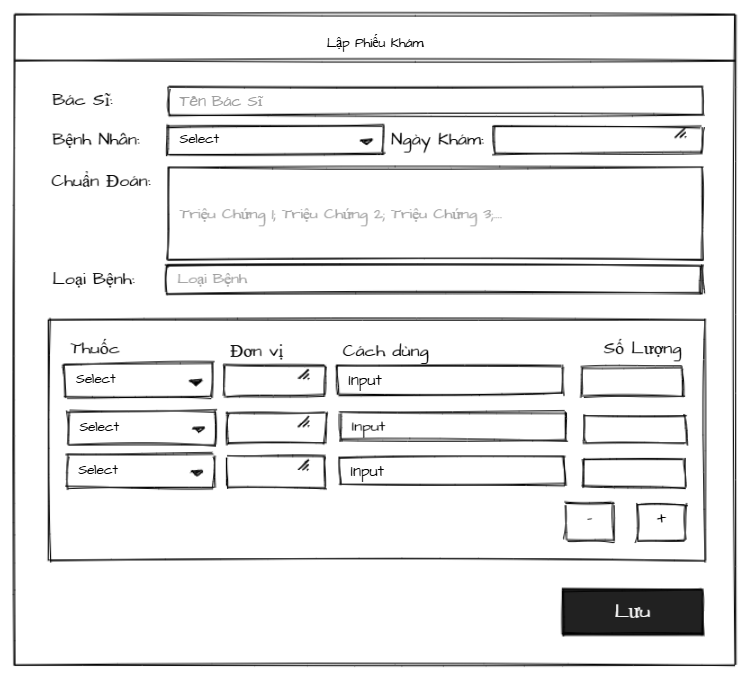 Lập Phiếu Khám
Bác Sĩ: Tên Bác Sĩ
Bệnh Nhân: Select Ngày Khám:
Chuẩn Đoán: Triệu Chứng 1; Triệu Chứng 2; Triệu Chứng 3;...
Loại Bệnh: Loại Bệnh
Thuốc Đơn vị Cách dùng Số Lượng
Select Input
Select Input
Select Input
- +
Lưu